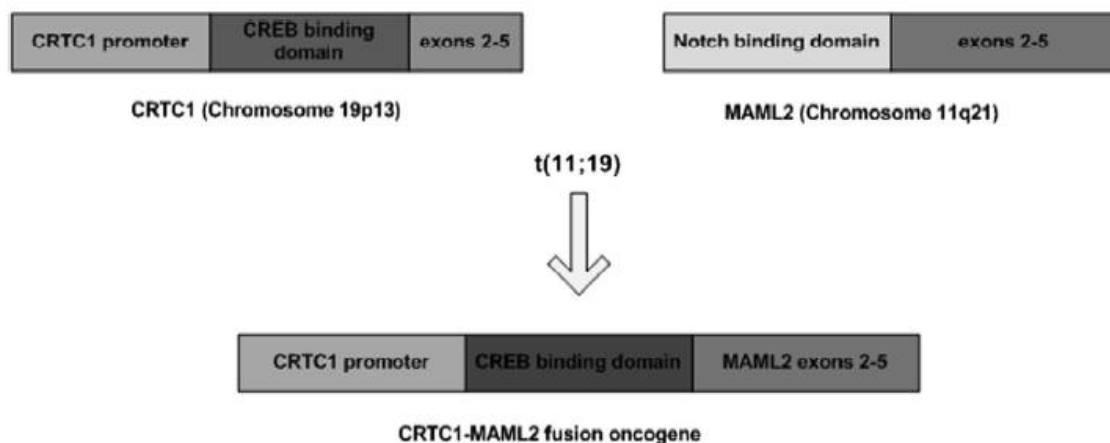 CRTC1 promoter
CREB binding
domain
exons 2-5
Notch binding domain
exons 2-5
CRTC1 (Chromosome 19p13)
MAML2 (Chromosome 11q21)
t(11;19)
CRTC1 promoter
CREB binding domain
MAML2 exons 2-5
CRTC1-MAML2 fusion oncogene